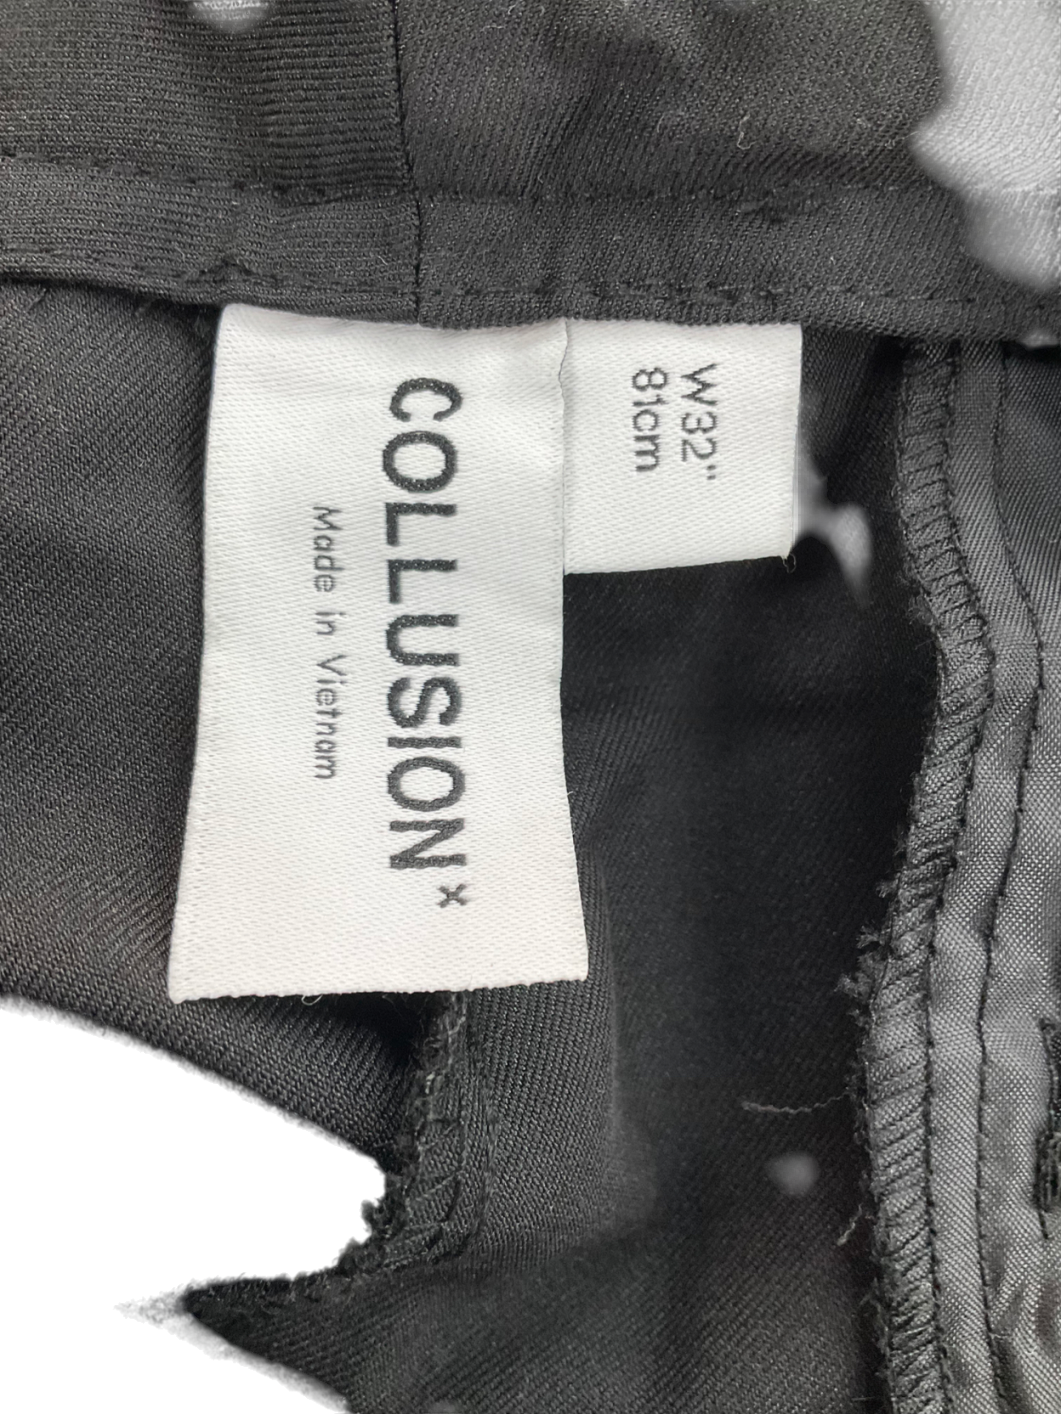 COLLUSION x
Made in Vietnam
W32"
81cm